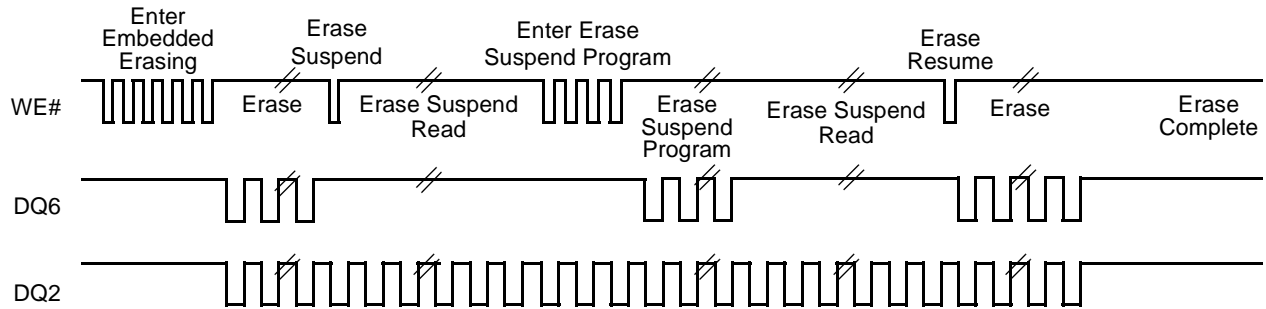 Enter
Embedded
Erasing
Erase
Suspend
Enter Erase
Suspend Program
Erase
Resume
WE#
Erase
Erase Suspend
Read
Erase
Suspend
Program
Erase Suspend
Read
Erase
Erase
Complete
DQ6
DQ2